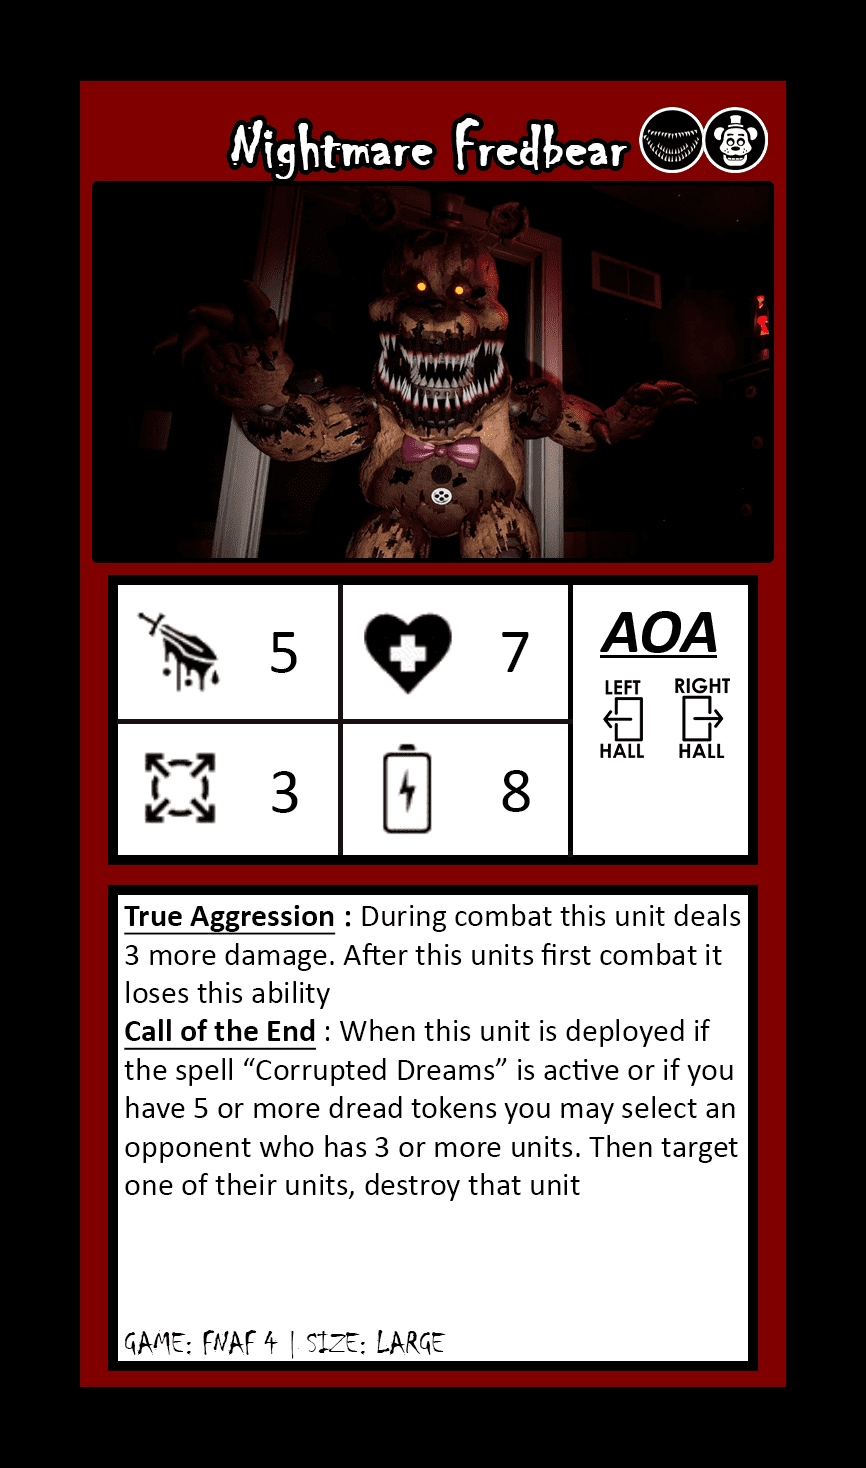 Nightmare Fredbear
5
7
AOA
LEFT
HALL
RIGHT
HALL
3
8
True Aggression : During combat this unit deals
3 more damage. After this units first combat it
loses this ability
Call of the End : When this unit is deployed if
the spell “Corrupted Dreams” is active or if you
have 5 or more dread tokens you may select an
opponent who has 3 or more units. Then target
one of their units, destroy that unit
GAME: FNAF 4 | SIZE: LARGE